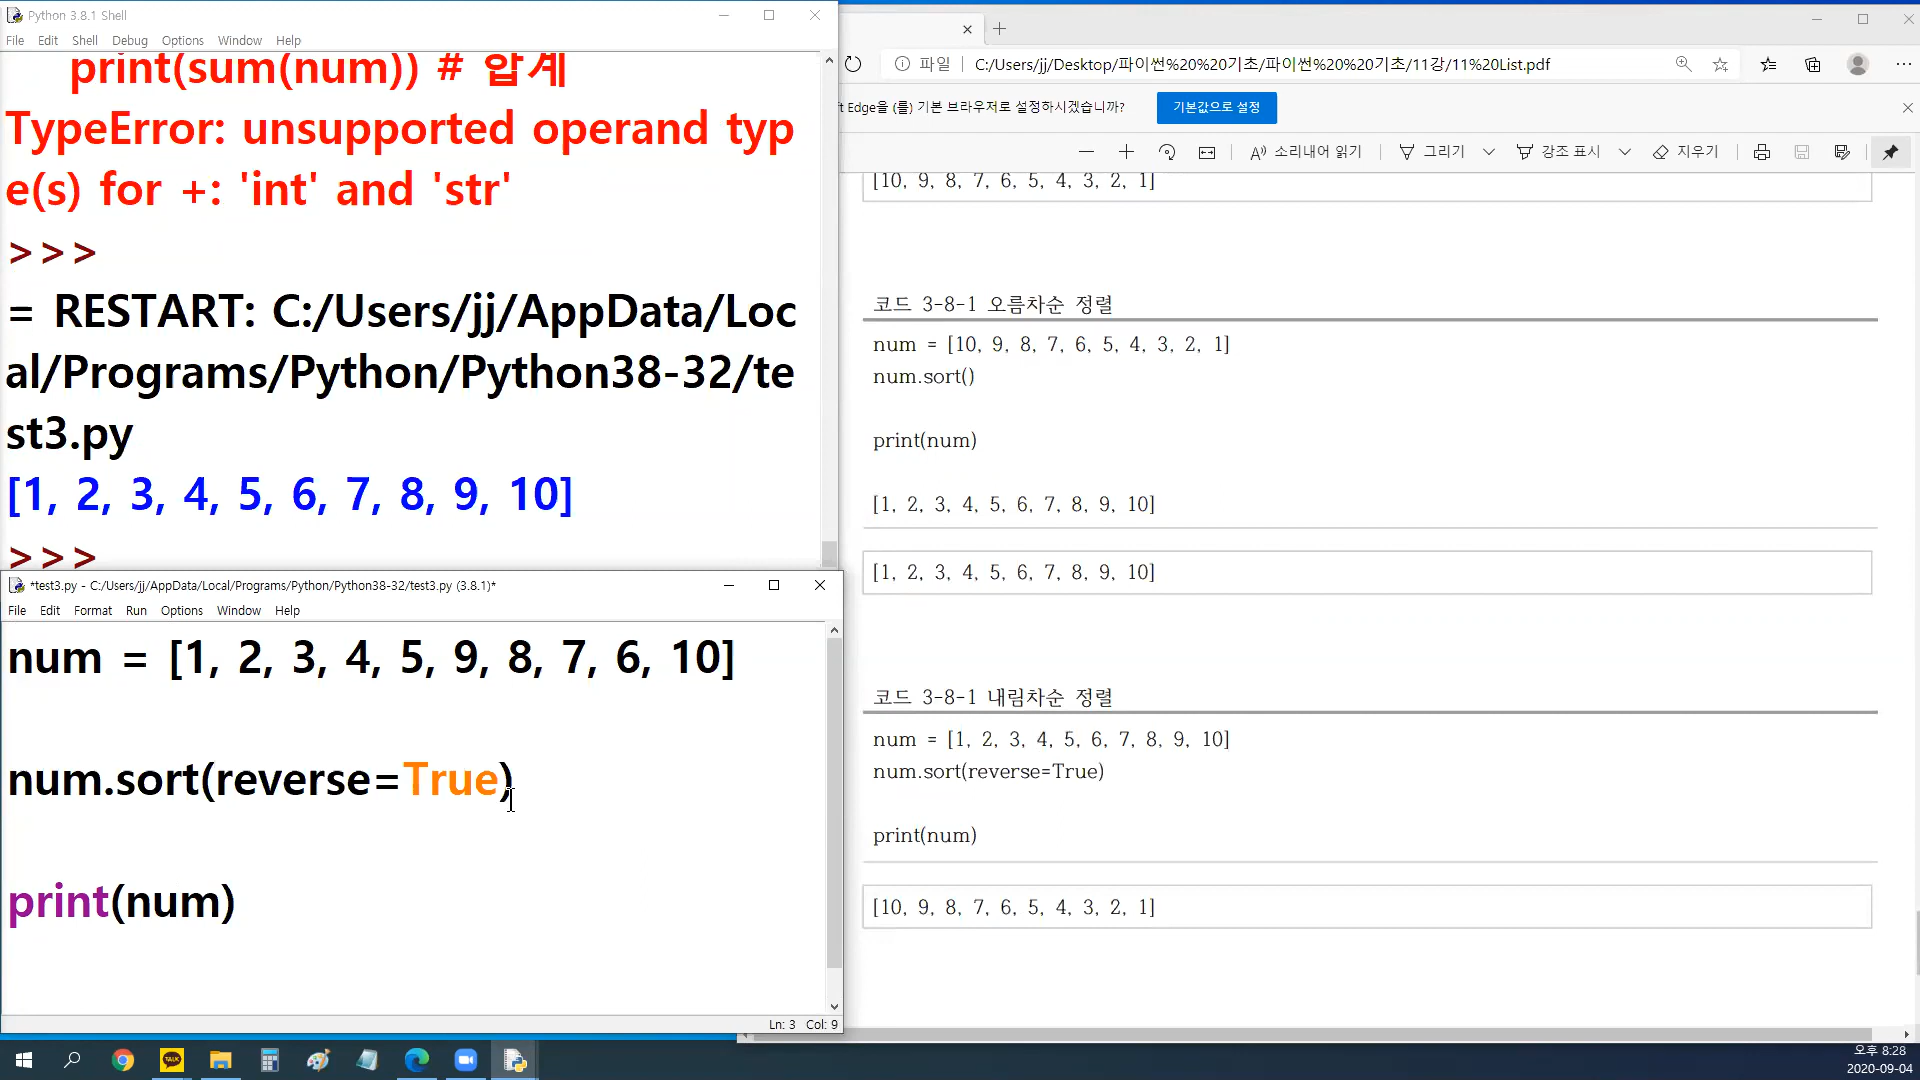 Python 3.8.1 Shell
File Edit Shell Debug Options Window Help
print(sum(num)) # 압계
TypeError: unsupported operand typ
e(s) for +: 'int' and 'str'
>>>
= RESTART: C:/Users/jj/AppData/Loc
al/Programs/Python/Python38-32/te
st3.py
[1, 2, 3, 4, 5, 6, 7, 8, 9, 10]
>>>
*test3.py - C:/Users/jj/AppData/Local/Programs/Python/Python38-32/test3.py (3.8.1)*
File Edit Format Run Options Window Help
num = [1, 2, 3, 4, 5, 9, 8, 7, 6, 10]
num.sort(reverse=True)
print(num)
Ln: 3 Col: 9
파일 C:/Users/jj/Desktop/파이썬%20%20기초/파이썬%20%20기초/11강/11%20List.pdf
ft Edge을 (를) 기본 브라우저로 설정하시겠습니까? 기본값으로 설정
소리내어 읽기 그리기 강조 표시 지우기
[10, 9, 8, 7, 6, 5, 4, 3, 2, 1]
코드 3-8-1 오름차순 정렬
num = [10, 9, 8, 7, 6, 5, 4, 3, 2, 1]
num.sort()
print(num)
[1, 2, 3, 4, 5, 6, 7, 8, 9, 10]
[1, 2, 3, 4, 5, 6, 7, 8, 9, 10]
코드 3-8-1 내림차순 정렬
num = [1, 2, 3, 4, 5, 6, 7, 8, 9, 10]
num.sort(reverse=True)
print(num)
[10, 9, 8, 7, 6, 5, 4, 3, 2, 1]
TALK
오후 8:28
2020-09-04